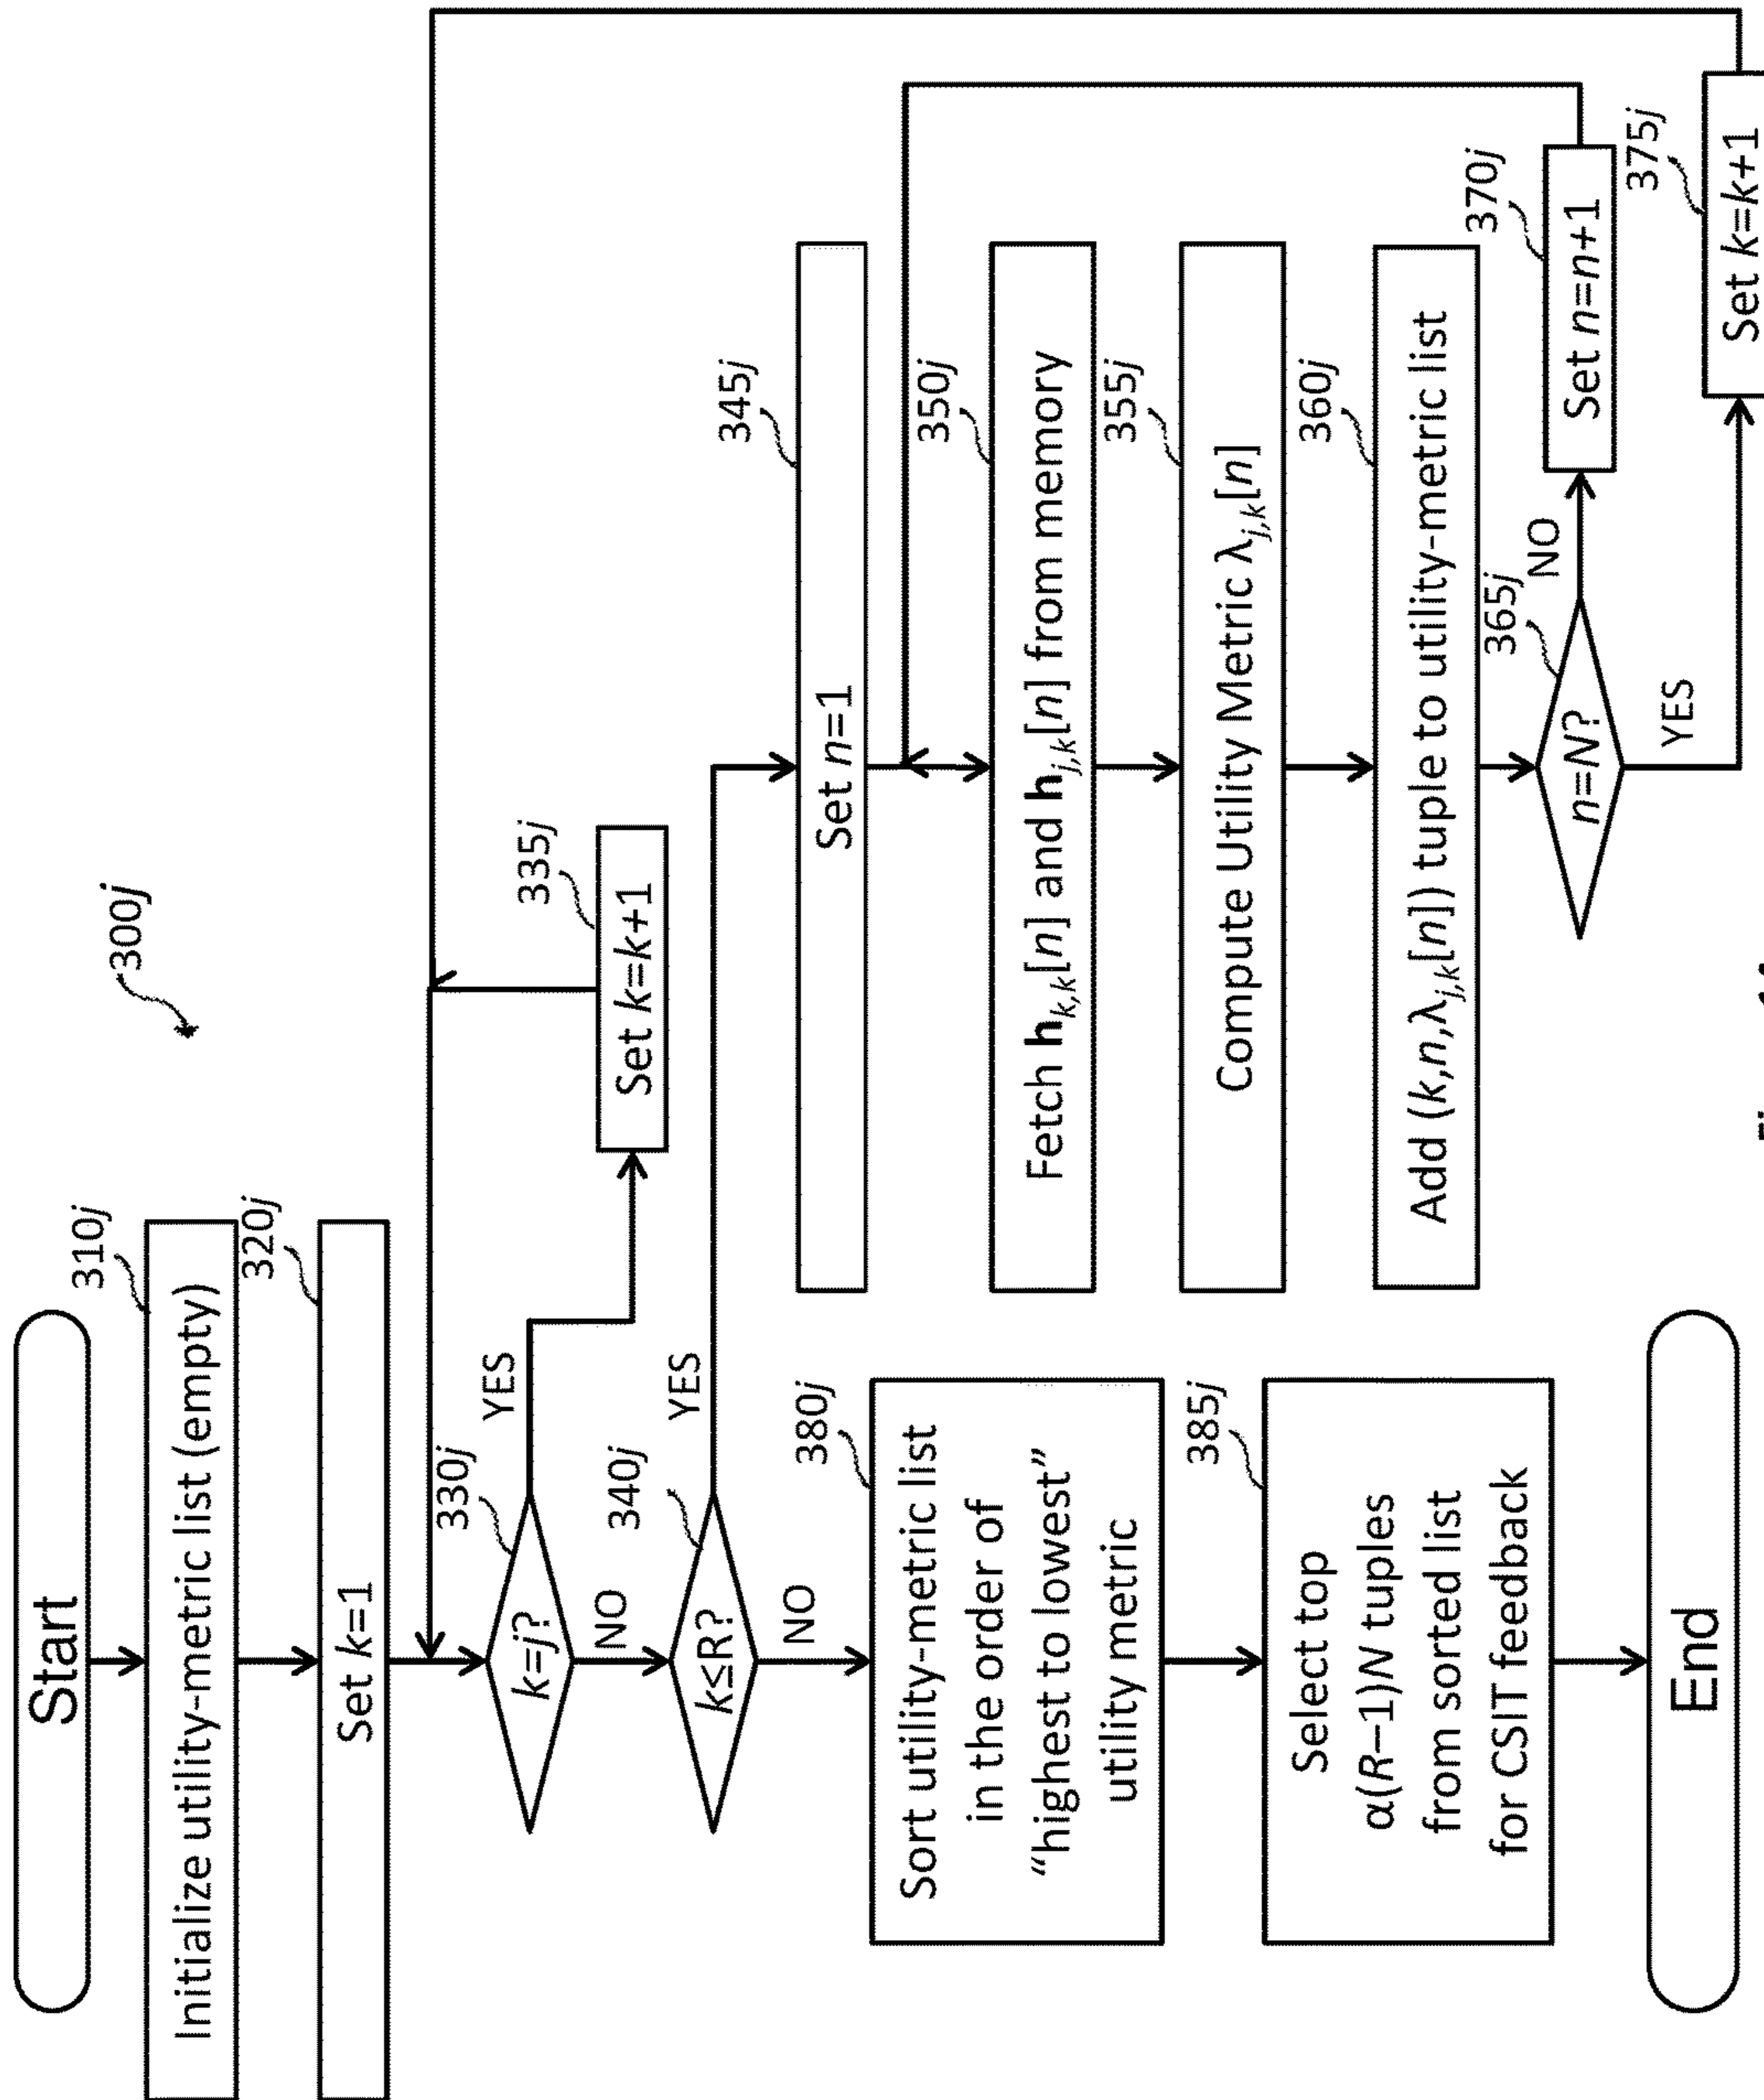 300j
Start
310j
Initialize utility-metric list (empty)
320j
Set k=1
330j
k=j?
YES
NO
335j
Set k=k+1
340j
k≤R?
YES
NO
345j
Set n=1
350j
Fetch h_{k,k}[n] and h_{j,k}[n] from memory
355j
Compute Utility Metric λ_{j,k}[n]
360j
Add (k,n,λ_{j,k}[n]) tuple to utility-metric list
365j
n=N?
NO
YES
370j
Set n=n+1
375j
Set k=k+1
380j
Sort utility-metric list
in the order of
“highest to lowest”
utility metric
385j
Select top
α(R−1)N tuples
from sorted list
for CSIT feedback
End